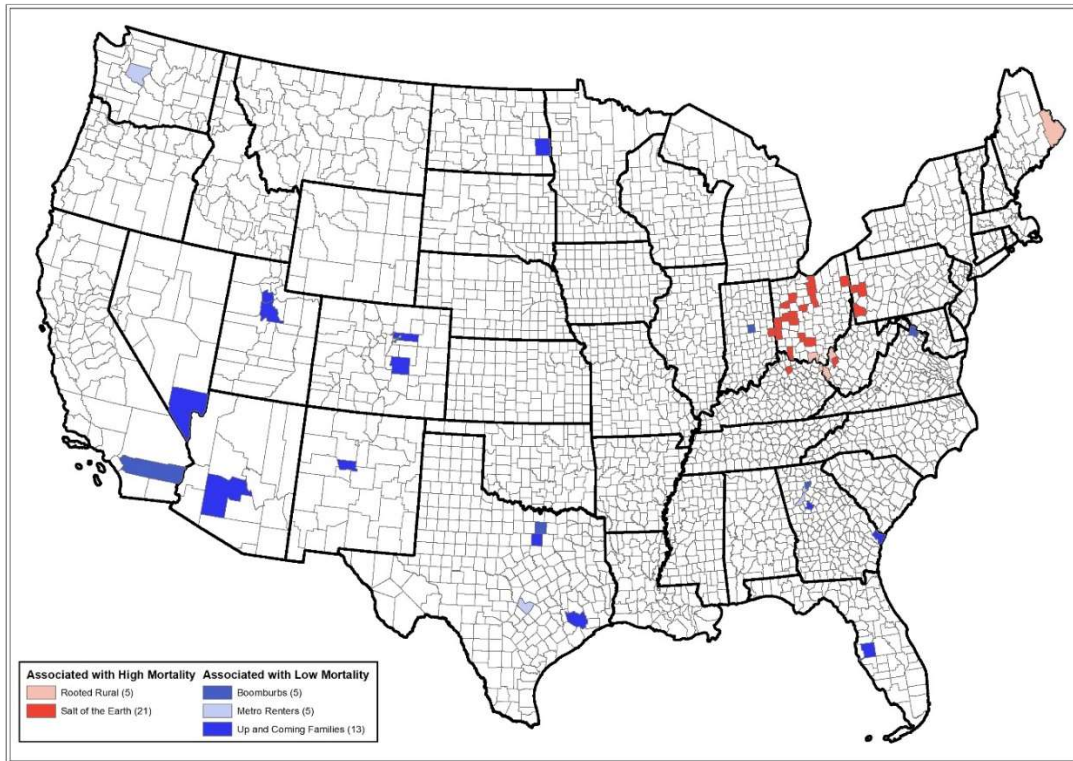 Associated with High Mortality
Rooted Rural (5)
Salt of the Earth (21)
Associated with Low Mortality
Boomburbs (5)
Metro Renters (5)
Up and Coming Families (13)